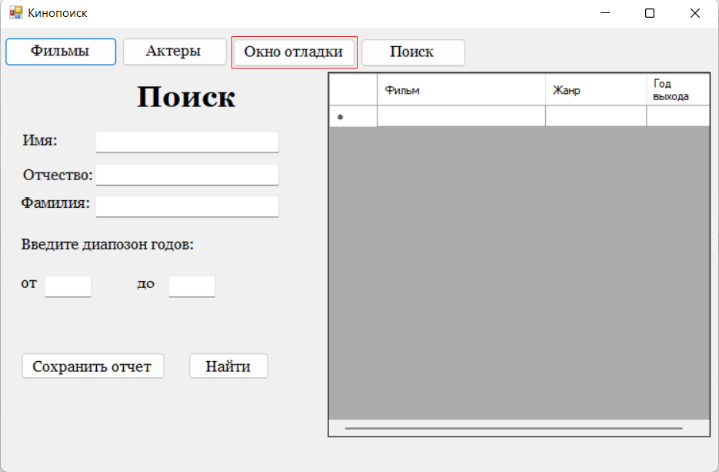 Кинопоиск
Фильмы Актеры Окно отладки Поиск
Поиск
Имя:
Отчество:
Фамилия:
Введите диапозон годов:
от до
Сохранить отчет Найти
Фильм Жанр Год
выхода